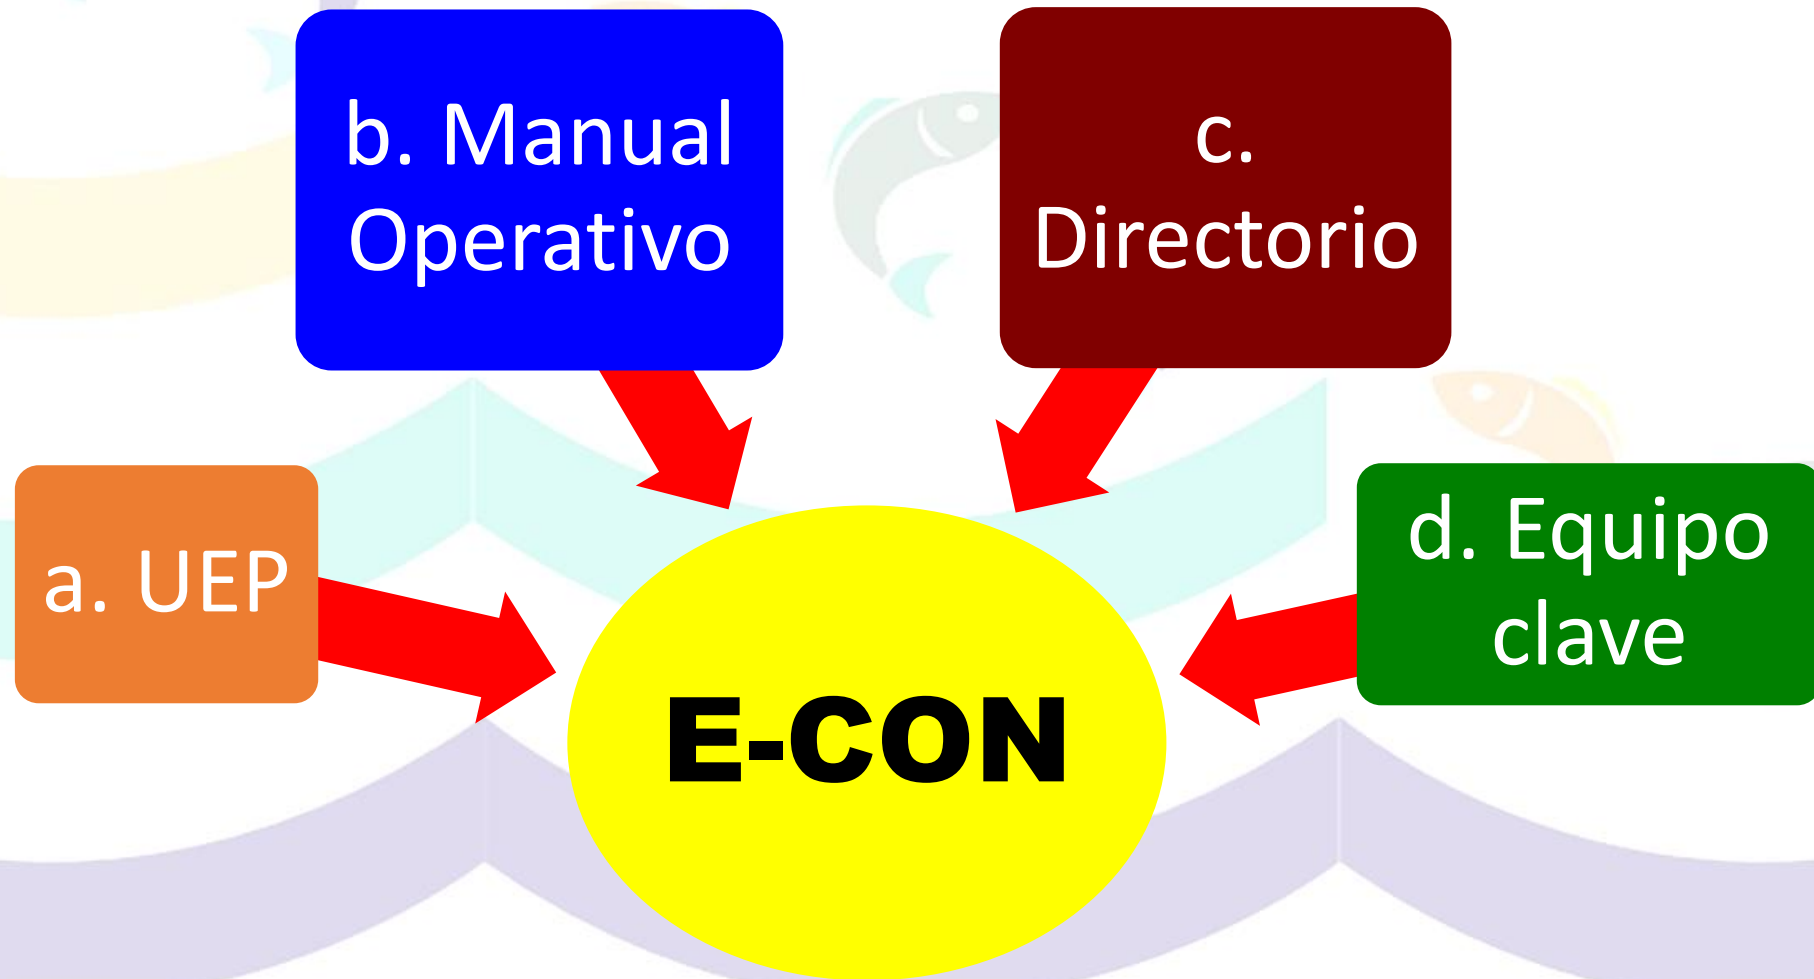 b. Manual
Operativo
c.
Directorio
a. UEP
d. Equipo
clave
E-CON